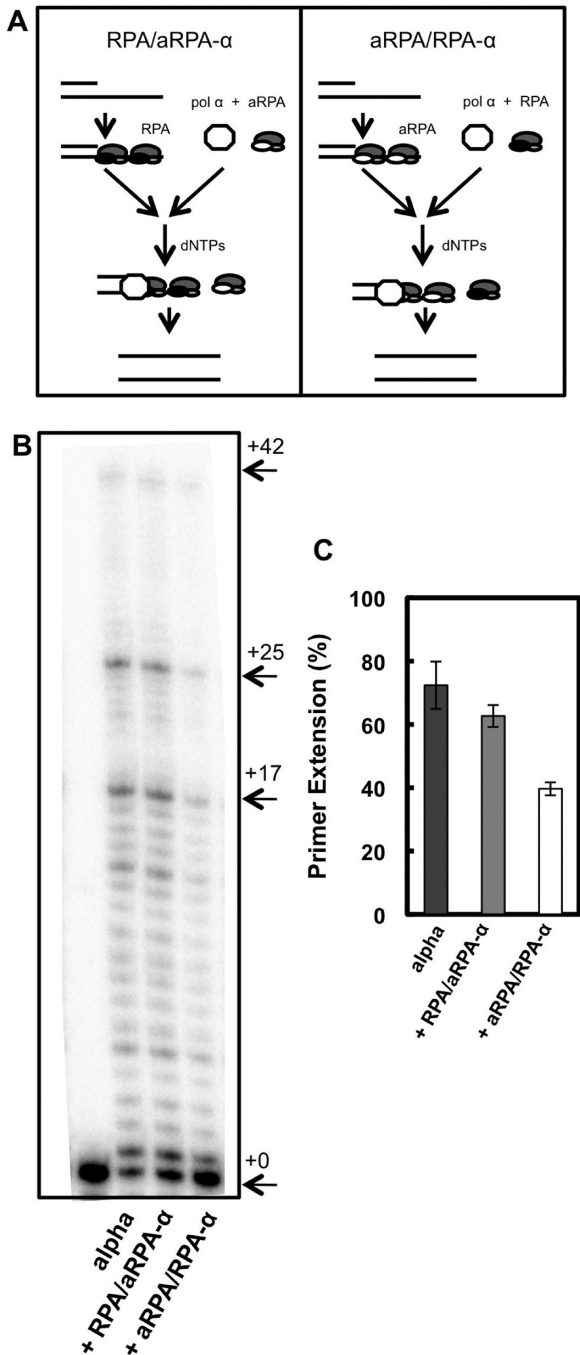 A
RPA/aRPA-α
pol α + aRPA
RPA
dNTPs
aRPA/RPA-α
pol α + RPA
aRPA
dNTPs
B
+42
+25
+17
+0
alpha
+ RPA/aRPA-α
+ aRPA/RPA-α
C
Primer Extension (%)
100
80
60
40
20
0
alpha
+ RPA/aRPA-α
+ aRPA/RPA-α